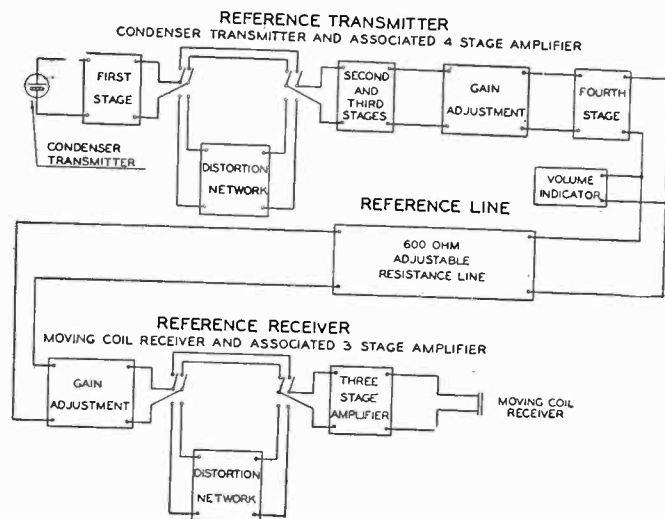 REFERENCE TRANSMITTER
CONDENSER TRANSMITTER AND ASSOCIATED 4 STAGE AMPLIFIER
FIRST
STAGE
SECOND
AND
THIRD
STAGES
GAIN
ADJUSTMENT
FOURTH
STAGE
CONDENSER
TRANSMITTER
DISTORTION
NETWORK
VOLUME
INDICATOR
REFERENCE LINE
600 OHM
ADJUSTABLE
RESISTANCE LINE
REFERENCE RECEIVER
MOVING COIL RECEIVER AND ASSOCIATED 3 STAGE AMPLIFIER
GAIN
ADJUSTMENT
THREE
STAGE
AMPLIFIER
MOVING COIL
RECEIVER
DISTORTION
NETWORK